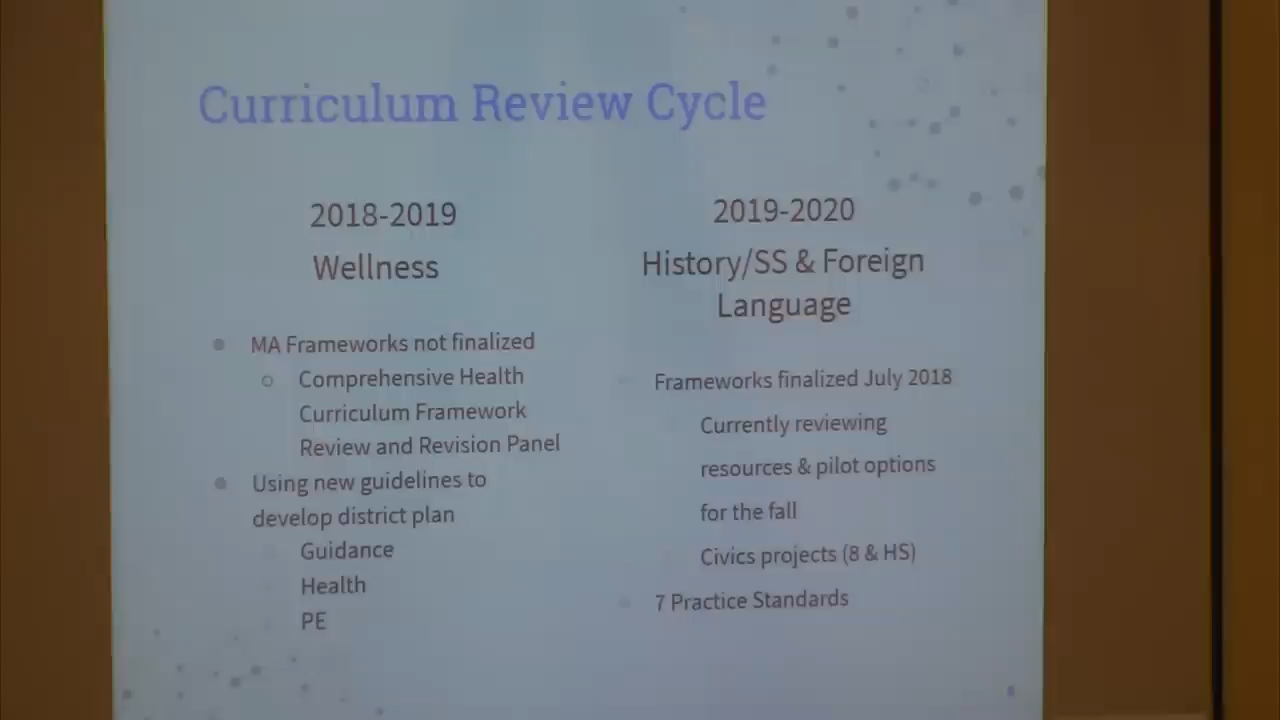 Curriculum Review Cycle
2018-2019
Wellness
MA Frameworks not finalized
Comprehensive Health
Curriculum Framework
Review and Revision Panel
Using new guidelines to
develop district plan
Guidance
Health
PE
2019-2020
History/SS & Foreign
Language
Frameworks finalized July 2018
Currently reviewing
resources & pilot options
for the fall
Civics projects (8 & HS)
7 Practice Standards